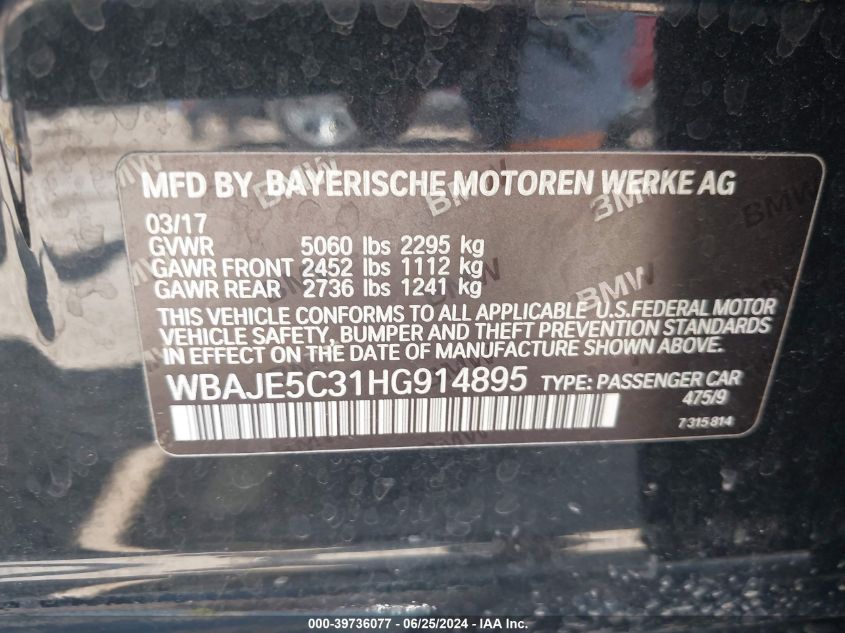 MFD BY BAYERISCHE MOTOREN WERKE AG
03/17
GVWR 5060 lbs 2295 kg
GAWR FRONT 2452 lbs 1112 kg
GAWR REAR 2736 lbs 1241 kg
THIS VEHICLE CONFORMS TO ALL APPLICABLE U.S.FEDERAL MOTOR
VEHICLE SAFETY, BUMPER AND THEFT PREVENTION STANDARDS
IN EFFECT ON THE DATE OF MANUFACTURE SHOWN ABOVE.
WBAJE5C31HG914895 TYPE: PASSENGER CAR
475/9
7315814
000-39736077 - 06/25/2024 - IAAI.com